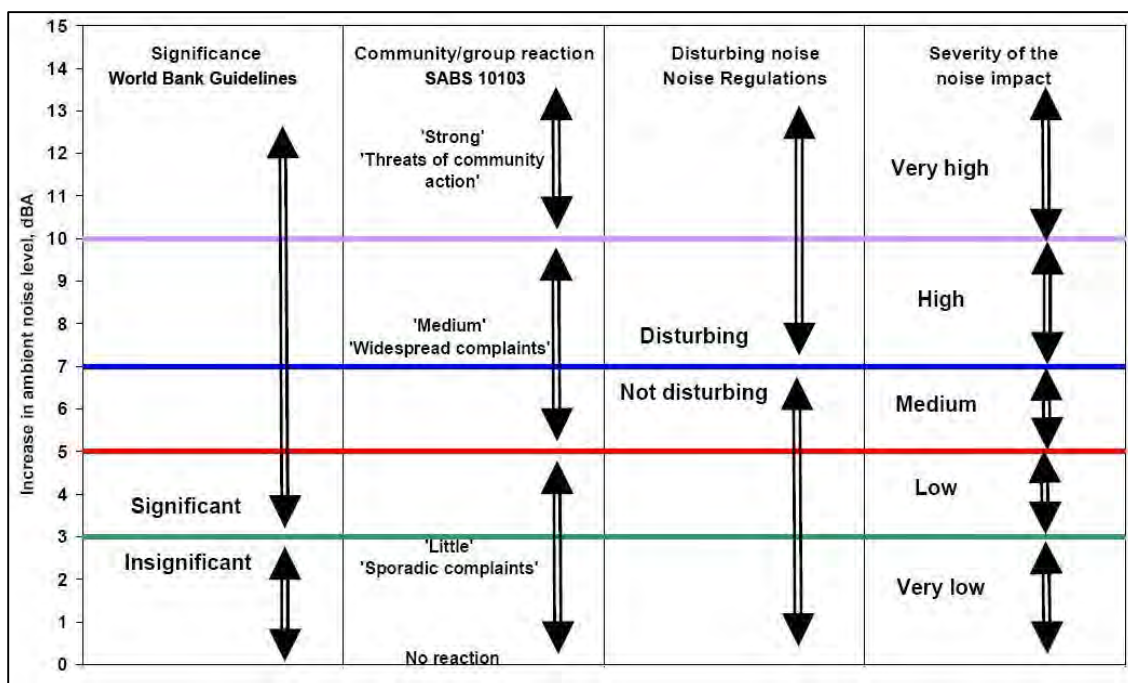 15
14
13
12
11
10
9
8
7
6
5
4
3
2
1
0
Increase in ambient noise level, dBA
Significance
World Bank Guidelines
Significant
Insignificant
Community/group reaction
SABS 10103
'Strong'
'Threats of community
action'
'Medium'
'Widespread complaints'
'Little'
'Sporadic complaints'
No reaction
Disturbing noise
Noise Regulations
Disturbing
Not disturbing
Severity of the
noise impact
Very high
High
Medium
Low
Very low